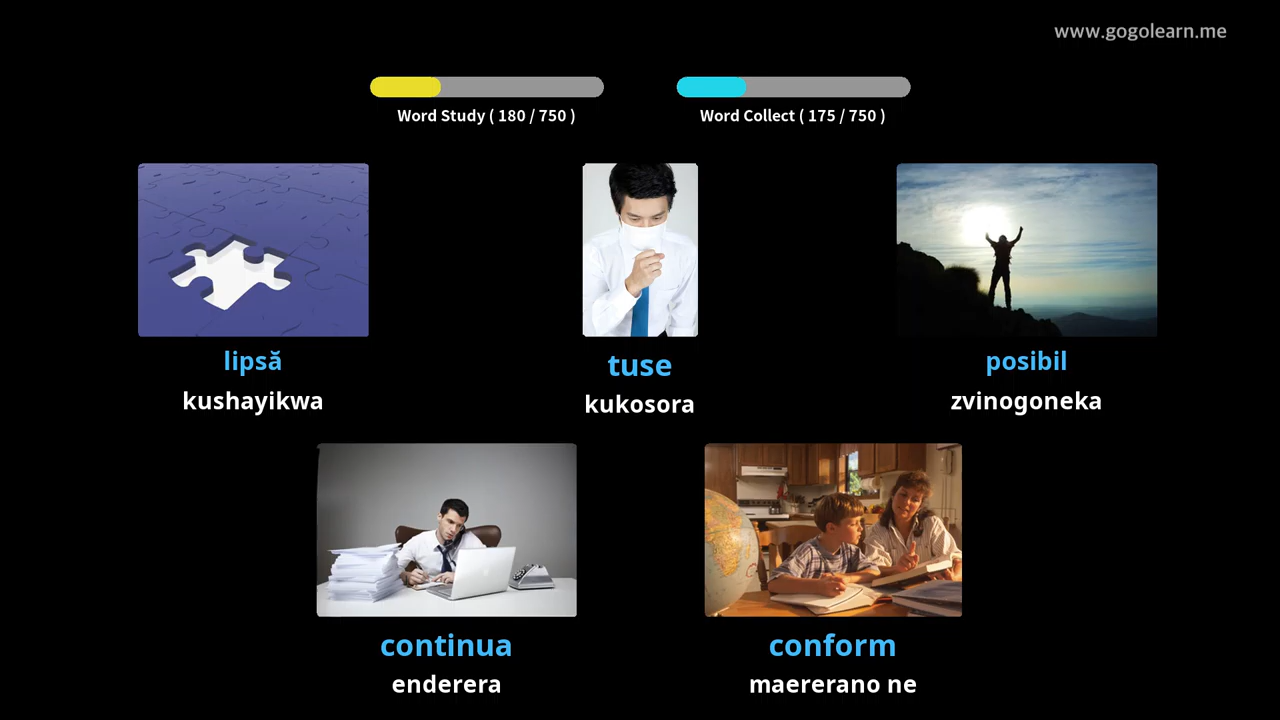 www.gogolearn.me
Word Study ( 180 / 750 )
Word Collect ( 175 / 750 )
lipsă
kushayikwa
tuse
kukosora
posibil
zvinogoneka
continua
enderera
conform
maererano ne